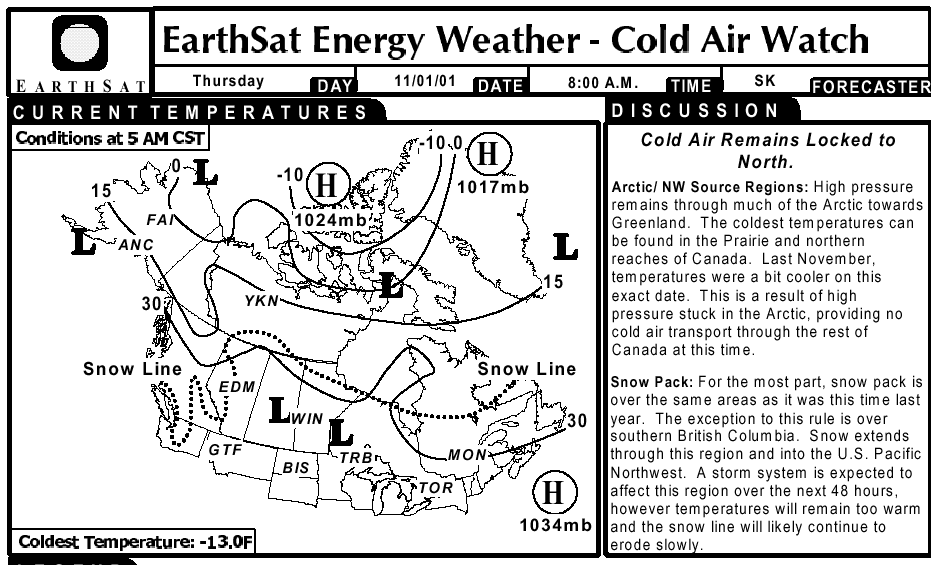 EARTHSAT
EarthSat Energy Weather - Cold Air Watch
Thursday DAY 11/01/01 DATE 8:00 A.M. TIME SK FORECASTER
CURRENT TEMPERATURES
Conditions at 5 AM CST
15
0
L
-10
H
1024mb
-10
0
H
1017mb
FAI
L
ANC
L
L
15
30
YKN
Snow Line
Snow Line
EDM
L
WIN
L
30
GTF
BIS
TRB
MON
TOR
H
1034mb
Coldest Temperature: -13.0F
DISCUSSION
Cold Air Remains Locked to
North.
Arctic/ NW Source Regions: High pressure
remains through much of the Arctic towards
Greenland. The coldest temperatures can
be found in the Prairie and northern
reaches of Canada. Last November,
temperatures were a bit cooler on this
exact date. This is a result of high
pressure stuck in the Arctic, providing no
cold air transport through the rest of
Canada at this time.
Snow Pack: For the most part, snow pack is
over the same areas as it was this time last
year. The exception to this rule is over
southern British Columbia. Snow extends
through this region and into the U.S. Pacific
Northwest. A storm system is expected to
affect this region over the next 48 hours,
however temperatures will remain too warm
and the snow line will likely continue to
erode slowly.